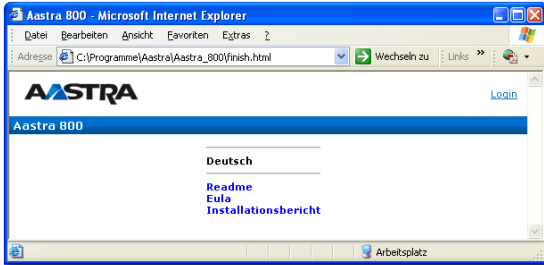 Aastra 800 - Microsoft Internet Explorer
Datei Bearbeiten Ansicht Favoriten Extras ?
Adresse C:\Programme\Aastra\Aastra_800\finish.html Wechseln zu Links »
AASTRA
Login
Aastra 800
Deutsch
Readme
Eula
Installationsbericht
Arbeitsplatz